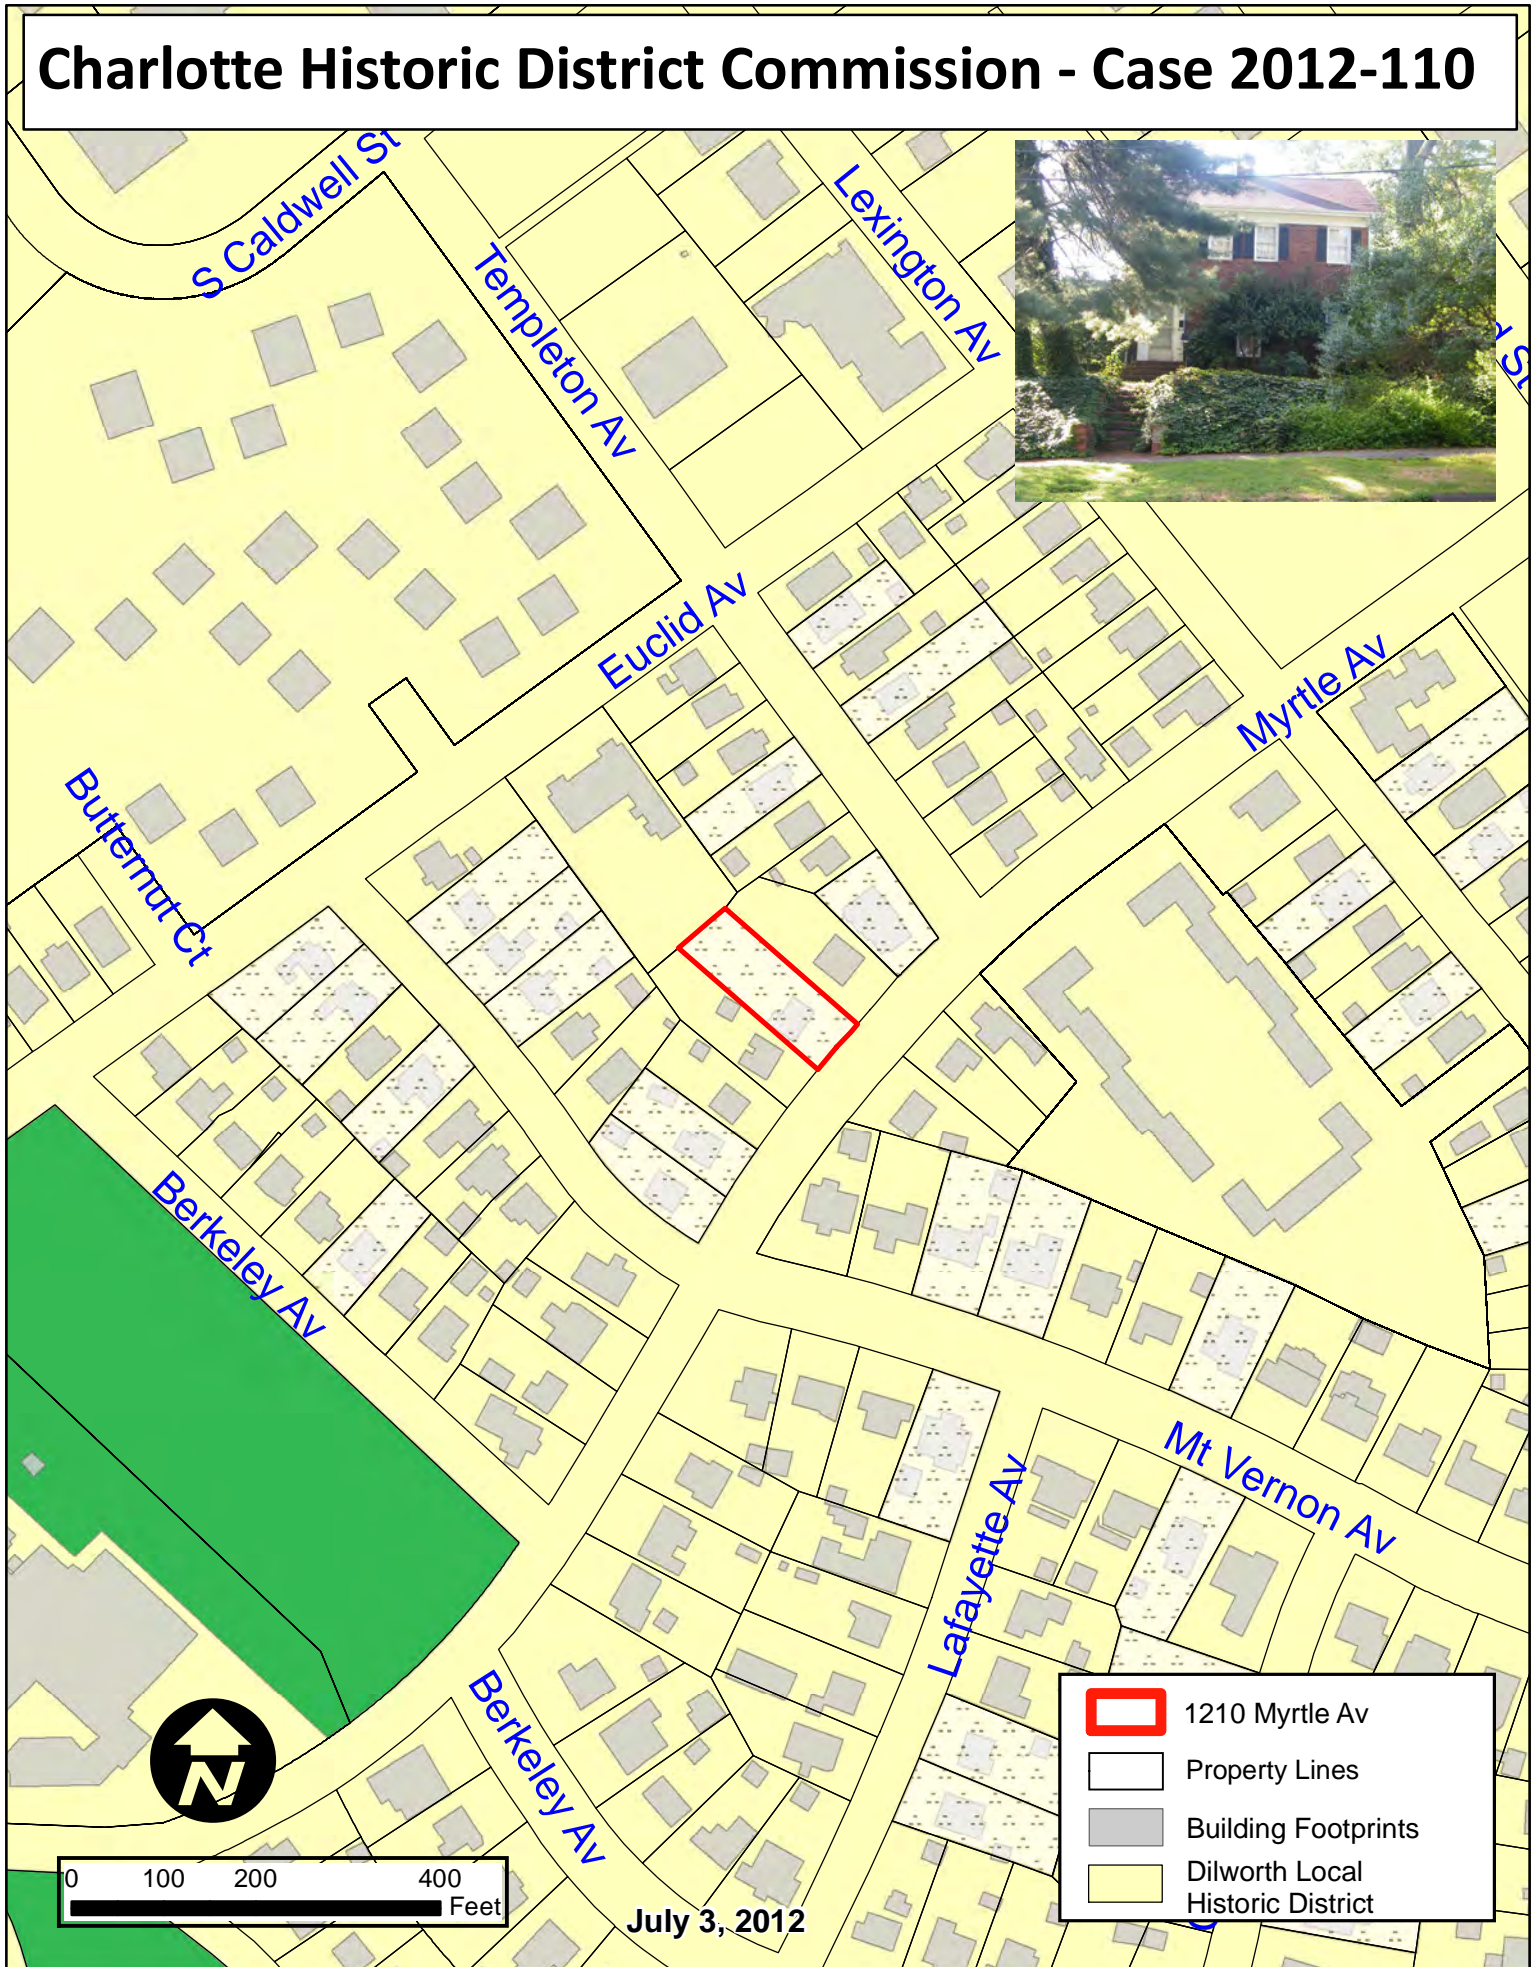 Charlotte Historic District Commission - Case 2012-110
S Caldwell St
Templeton Av
Lexington Av
Euclid Av
Myrtle Av
Butternut Ct
Berkeley Av
Mt Vernon Av
Lafayette Av
Berkeley Av
1210 Myrtle Av
Property Lines
Building Footprints
Dilworth Local
Historic District
N
0 100 200 400
Feet
July 3, 2012